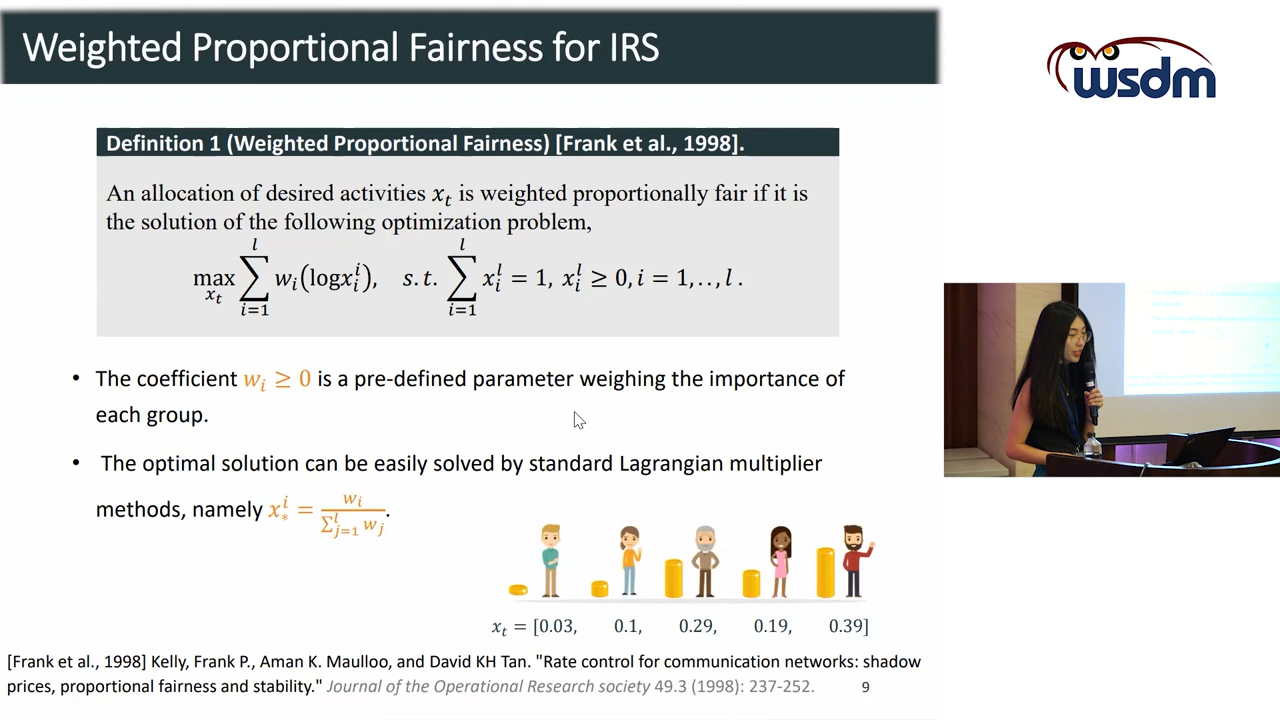 Weighted Proportional Fairness for IRS
wsdm
Definition 1 (Weighted Proportional Fairness) [Frank et al., 1998].
An allocation of desired activities x_t is weighted proportionally fair if it is
the solution of the following optimization problem,
max_{x_t} ∑_{i=1}^{l} w_i(log x_t^i), s.t. ∑_{i=1}^{l} x_i^l = 1, x_i^l ≥ 0, i = 1,..,l.
• The coefficient w_i ≥ 0 is a pre-defined parameter weighing the importance of
each group.
• The optimal solution can be easily solved by standard Lagrangian multiplier
methods, namely x_*^i = w_i / ∑_{j=1}^{l} w_j.
x_t = [0.03, 0.1, 0.29, 0.19, 0.39]
[Frank et al., 1998] Kelly, Frank P., Aman K. Maulloo, and David KH Tan. "Rate control for communication networks: shadow
prices, proportional fairness and stability." Journal of the Operational Research society 49.3 (1998): 237-252.
9